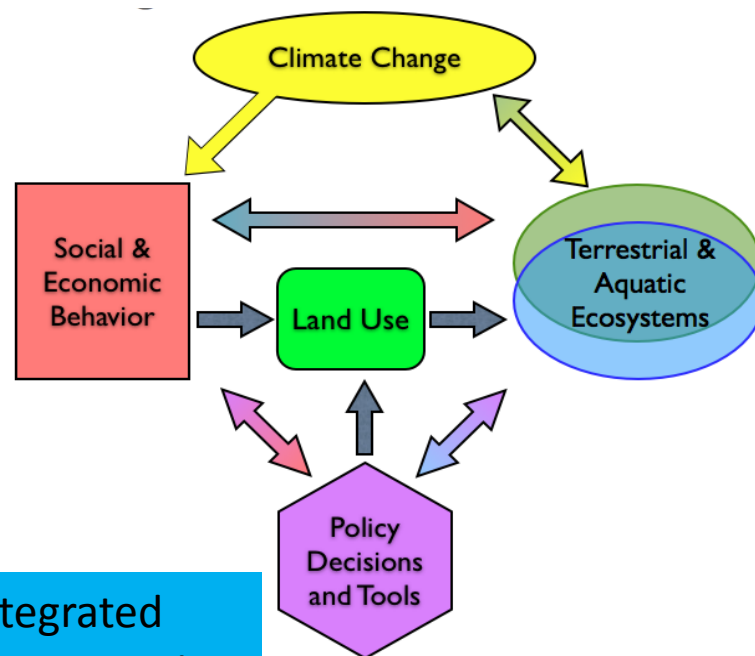 Climate Change
Social &
Economic
Behavior
Land Use
Terrestrial &
Aquatic
Ecosystems
Policy
Decisions
and Tools
tegrated